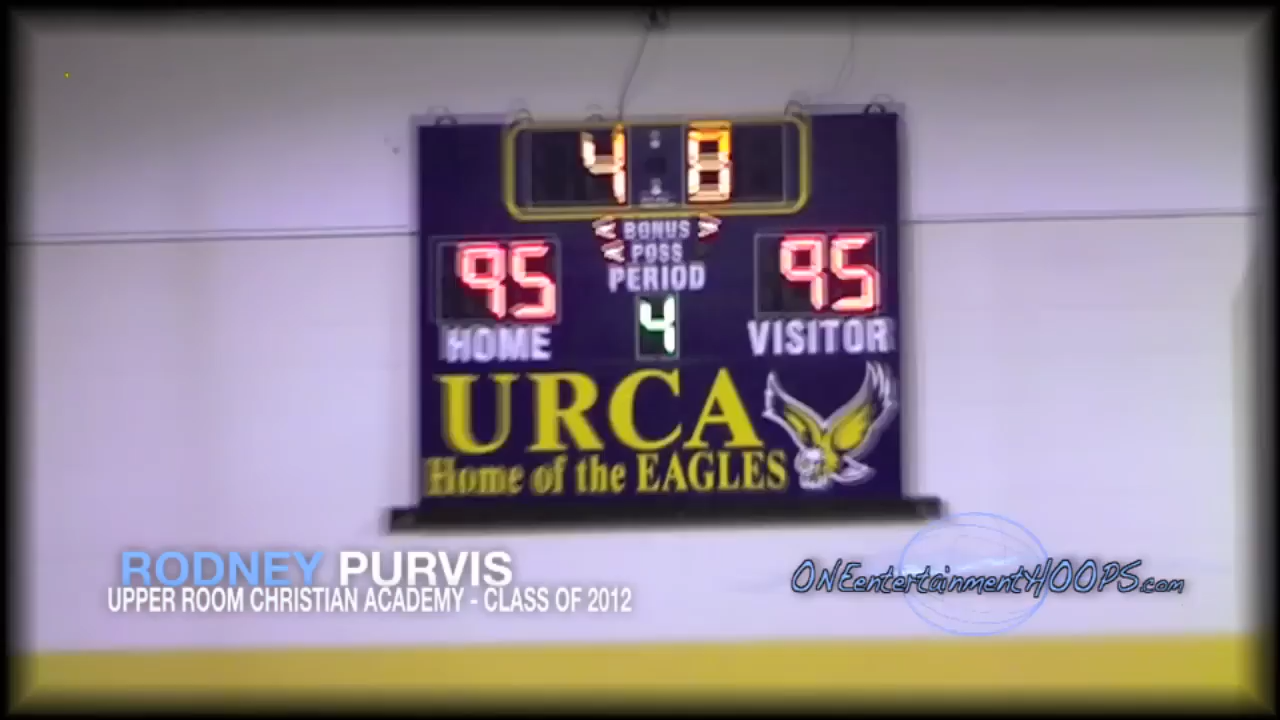 4 8
BONUS
POSS
PERIOD
95 4 95
HOME VISITOR
URCA
Home of the EAGLES
RODNEY PURVIS
UPPER ROOM CHRISTIAN ACADEMY - CLASS OF 2012
ONEentertainmentHOOPS.com